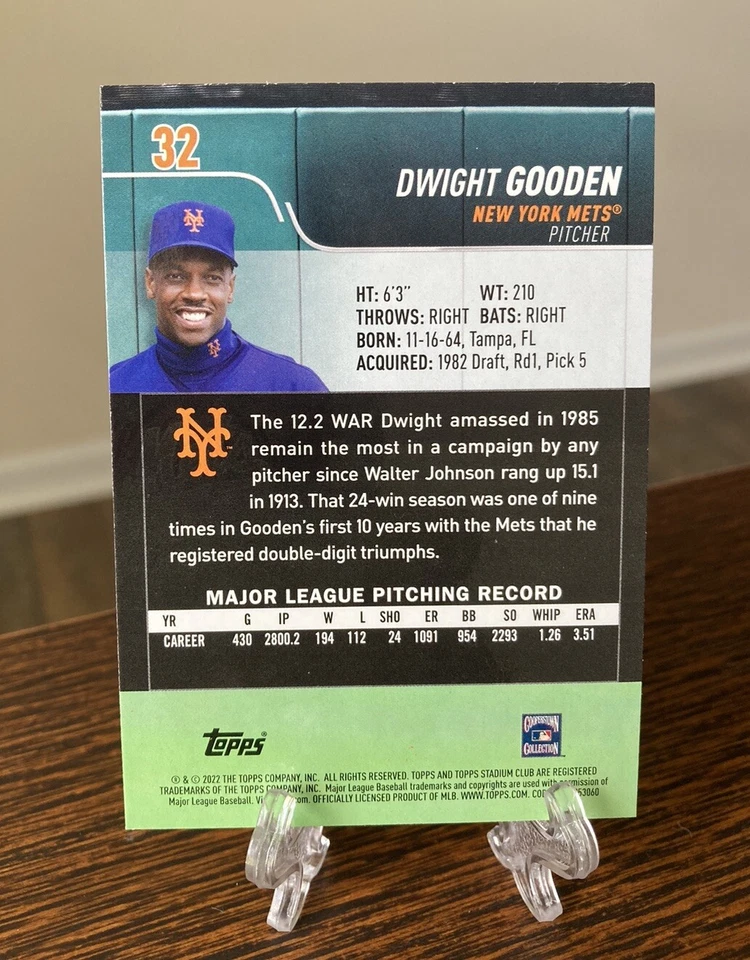 32
DWIGHT GOODEN
NEW YORK METS®
PITCHER
HT: 6'3" WT: 210
THROWS: RIGHT BATS: RIGHT
BORN: 11-16-64, Tampa, FL
ACQUIRED: 1982 Draft, Rd1, Pick 5
NY
NY
NY
The 12.2 WAR Dwight amassed in 1985
remain the most in a campaign by any
pitcher since Walter Johnson rang up 15.1
in 1913. That 24-win season was one of nine
times in Gooden's first 10 years with the Mets that he
registered double-digit triumphs.
MAJOR LEAGUE PITCHING RECORD
YR G IP W L SHO ER BB SO WHIP ERA
CAREER 430 2800.2 194 112 24 1091 954 2293 1.26 3.51
Topps®
COOPERSTOWN
COLLECTION
® & © 2022 THE TOPPS COMPANY, INC. ALL RIGHTS RESERVED. TOPPS AND TOPPS STADIUM CLUB ARE REGISTERED
TRADEMARKS OF THE TOPPS COMPANY, INC. Major League Baseball trademarks and copyrights are used with permission of
Major League Baseball. .com. OFFICIALLY LICENSED PRODUCT OF MLB. WWW.TOPPS.COM. 53060